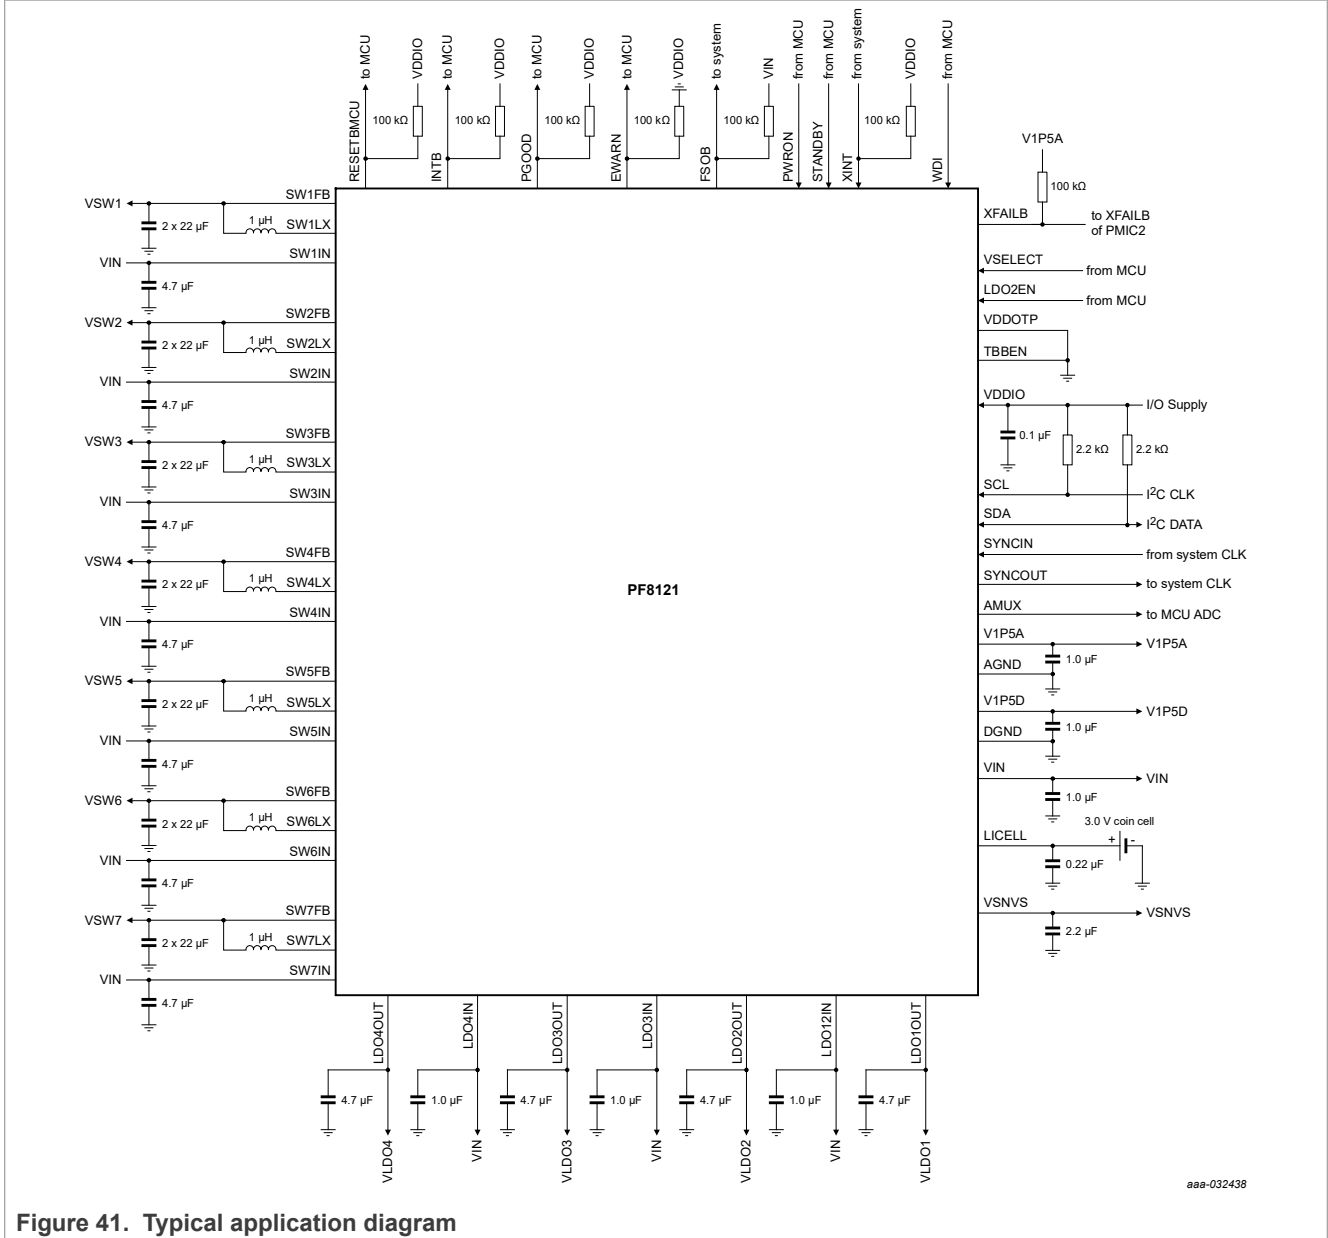 to MCU
VDDIO
to MCU
VDDIO
to MCU
VDDIO
to MCU
VDDIO
to system
VIN
from MCU
from MCU
from system
VDDIO
from MCU
100 kΩ
100 kΩ
100 kΩ
100 kΩ
100 kΩ
100 kΩ
RESETBMCU
INTB
PGOOD
EWARN
FSOB
PWRON
STANDBY
XINT
WDI
VSW1
2 x 22 µF
1 µH
SW1FB
SW1LX
VIN
SW1IN
4.7 µF
VSW2
2 x 22 µF
1 µH
SW2FB
SW2LX
VIN
SW2IN
4.7 µF
VSW3
2 x 22 µF
1 µH
SW3FB
SW3LX
VIN
SW3IN
4.7 µF
VSW4
2 x 22 µF
1 µH
SW4FB
SW4LX
VIN
SW4IN
4.7 µF
VSW5
2 x 22 µF
1 µH
SW5FB
SW5LX
VIN
SW5IN
4.7 µF
VSW6
2 x 22 µF
1 µH
SW6FB
SW6LX
VIN
SW6IN
4.7 µF
VSW7
2 x 22 µF
1 µH
SW7FB
SW7LX
VIN
SW7IN
4.7 µF
PF8121
V1P5A
100 kΩ
XFAILB
to XFAILB
of PMIC2
VSELECT
from MCU
LDO2EN
from MCU
VDDOTP
TBBEN
VDDIO
I/O Supply
0.1 µF
2.2 kΩ
2.2 kΩ
SCL
I2C CLK
SDA
I2C DATA
SYNCIN
from system CLK
SYNCOUT
to system CLK
AMUX
to MCU ADC
V1P5A
V1P5A
1.0 µF
AGND
V1P5D
V1P5D
1.0 µF
DGND
VIN
VIN
1.0 µF
3.0 V coin cell
LICELL
+
-
0.22 µF
VSNVS
VSNVS
2.2 µF
LDO4OUT
LDO4IN
LDO3OUT
LDO3IN
LDO2OUT
LDO12IN
LDO1OUT
4.7 µF
1.0 µF
4.7 µF
1.0 µF
4.7 µF
1.0 µF
4.7 µF
VLDO4
VIN
VLDO3
VIN
VLDO2
VIN
VLDO1
aaa-032438
Figure 41. Typical application diagram